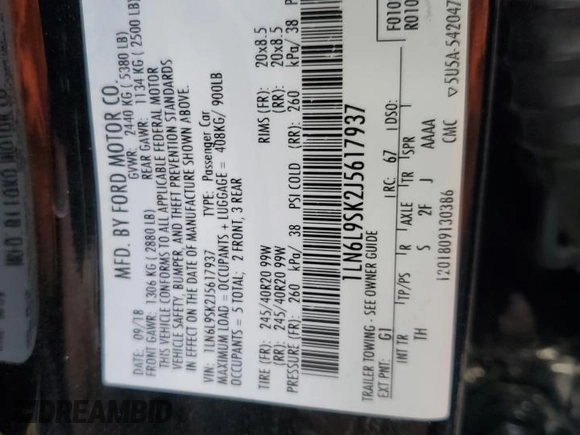 MFD. BY FORD MOTOR CO.
DATE: 09/18 GVWR: 2440 KG ( 5380 LB)
FRONT GAWR: 1306 KG ( 2880 LB) REAR GAWR: 1134 KG ( 2500 LB)
VEHICLE CONFORMS TO ALL APPLICABLE FEDERAL MOTOR
VEHICLE SAFETY, BUMPER, AND THEFT PREVENTION STANDARDS
IN EFFECT ON THE DATE OF MANUFACTURE SHOWN ABOVE.
VIN: 1LN6L9SK2J5617937 TYPE: Passenger Car
MAXIMUM LOAD = OCCUPANTS + LUGGAGE = 408KG/ 900LB
OCCUPANTS = 5 TOTAL; 2 FRONT, 3 REAR
TIRE (FR): 245/40R20 99W RIMS (FR): 20x8.5
TIRE (RR): 245/40R20 99W (RR): 20x8.5
PRESSURE (FR): 260 kPa/ 38 PSI COLD (RR): 260 kPa/ 38 P
1LN6L9SK2J5617937
TRAILER TOWING - SEE OWNER GUIDE
F0101
R0101
EXT PNT: G1 RC: 67 DSO:
INT TR TP/PS R AXLE TR SPR
TH S 2F J AAAA
1201809130386 CMC ▽5U5A-542047
DREAMBID